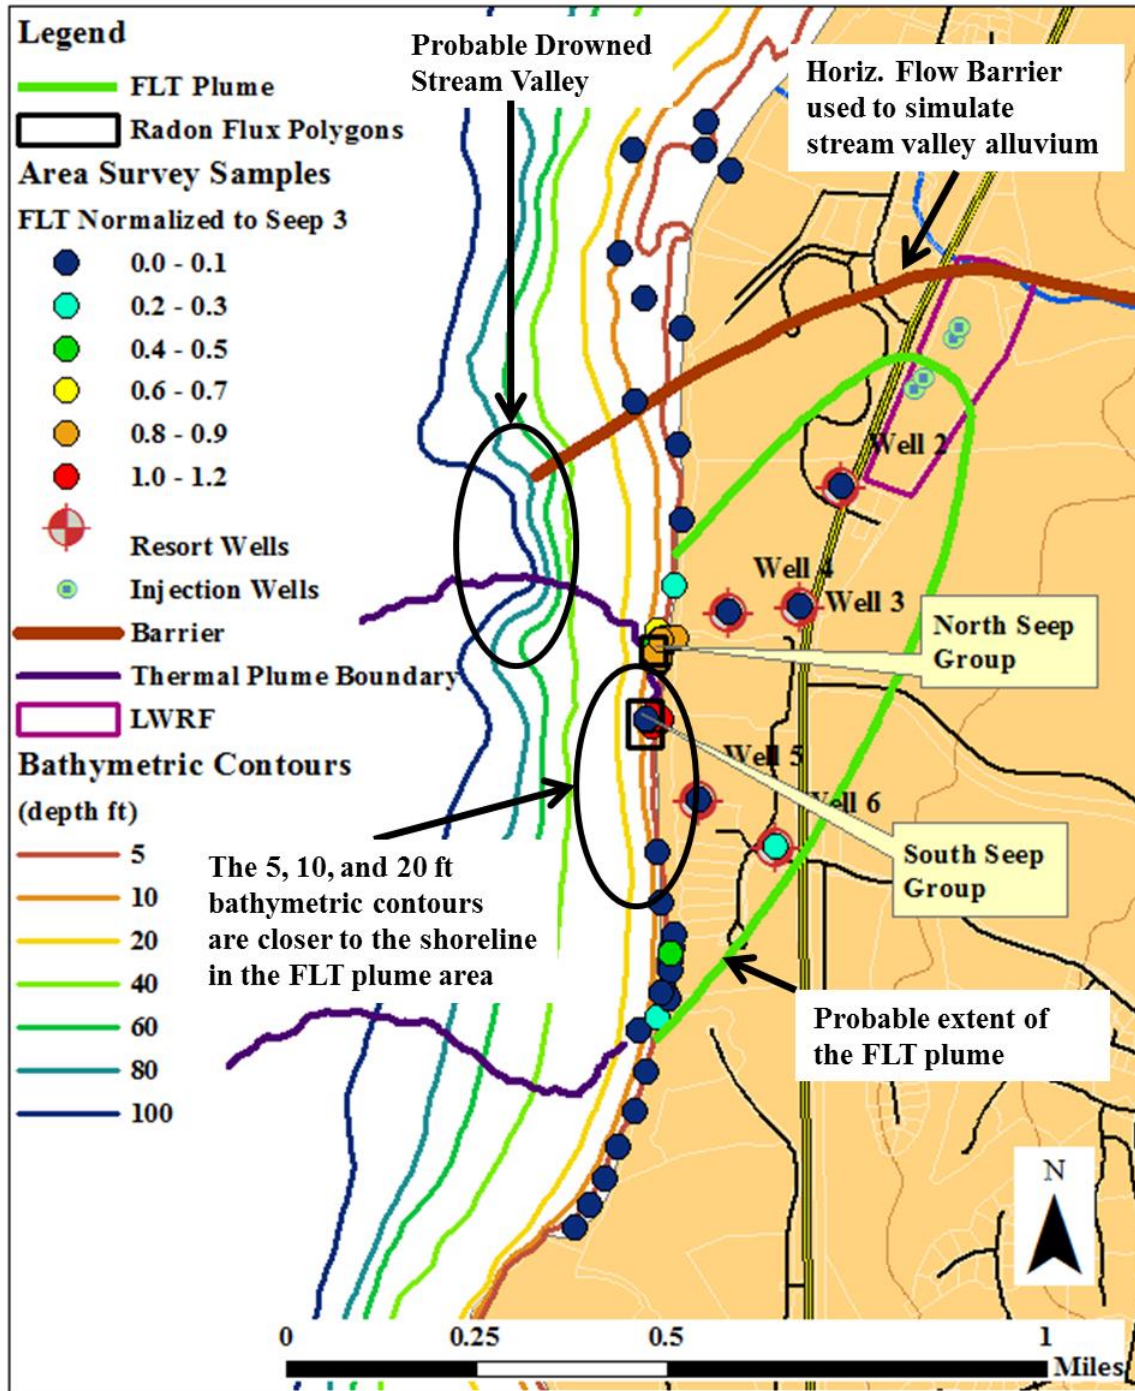 Legend
FLT Plume
Radon Flux Polygons
Area Survey Samples
FLT Normalized to Seep 3
0.0 - 0.1
0.2 - 0.3
0.4 - 0.5
0.6 - 0.7
0.8 - 0.9
1.0 - 1.2
Resort Wells
Injection Wells
Barrier
Thermal Plume Boundary
LWRF
Bathymetric Contours
(depth ft)
5
10
20
40
60
80
100
Probable Drowned
Stream Valley
Horiz. Flow Barrier
used to simulate
stream valley alluvium
Well 2
Well 4
Well 3
North Seep
Group
Well 5
Well 6
South Seep
Group
The 5, 10, and 20 ft
bathymetric contours
are closer to the shoreline
in the FLT plume area
Probable extent of
the FLT plume
N
0
0.25
0.5
1
Miles